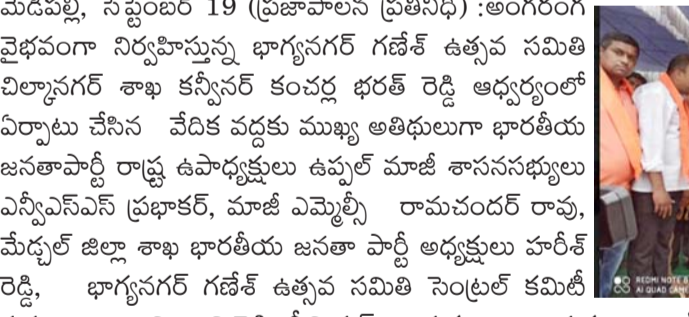 మేడిపల్లి, సెప్టెంబర్ 19 (ప్రజాపాలన ప్రతినిధి) :అంగరంగ
వైభవంగా నిర్వహిస్తున్న భాగ్యనగర్ గణేశ్ ఉత్సవ సమితి
చిల్కానగర్ శాఖ కన్వీనర్ కంచర్ల భరత్ రెడ్డి ఆధ్వర్యంలో
ఏర్పాటు చేసిన వేదిక వద్దకు ముఖ్య అతిథులుగా భారతీయ
జనతాపార్టీ రాష్ట్ర ఉపాధ్యక్షులు ఉప్పల్ మాజీ శాసనసభ్యులు
ఎన్వీఎస్ఎస్ ప్రభాకర్, మాజీ ఎమ్మెల్సీ రామచందర్ రావు,
మేడ్చల్ జిల్లా శాఖ భారతీయ జనతా పార్టీ అధ్యక్షులు హరీశ్
రెడ్డి, భాగ్యనగర్ గణేశ్ ఉత్సవ సమితి సెంట్రల్ కమిటీ
REDMI NOTE 8
AI QUAD CAM